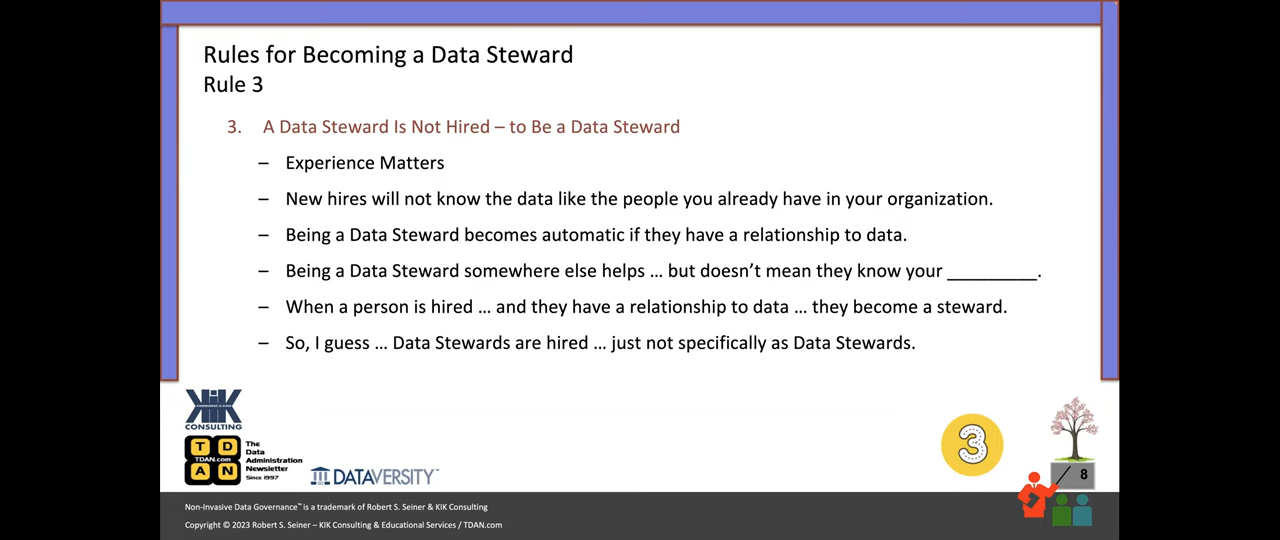 Rules for Becoming a Data Steward
Rule 3
3. A Data Steward Is Not Hired – to Be a Data Steward
– Experience Matters
– New hires will not know the data like the people you already have in your organization.
– Being a Data Steward becomes automatic if they have a relationship to data.
– Being a Data Steward somewhere else helps … but doesn’t mean they know your _________.
– When a person is hired … and they have a relationship to data … they become a steward.
– So, I guess … Data Stewards are hired … just not specifically as Data Stewards.
KIK
CONSULTING
T D
TDAN.com
A N
The
Data
Administration
Newsletter
Since 1997
DATAVERSITY™
3
8
Non-Invasive Data Governance™ is a trademark of Robert S. Seiner & KIK Consulting
Copyright © 2023 Robert S. Seiner – KIK Consulting & Educational Services / TDAN.com